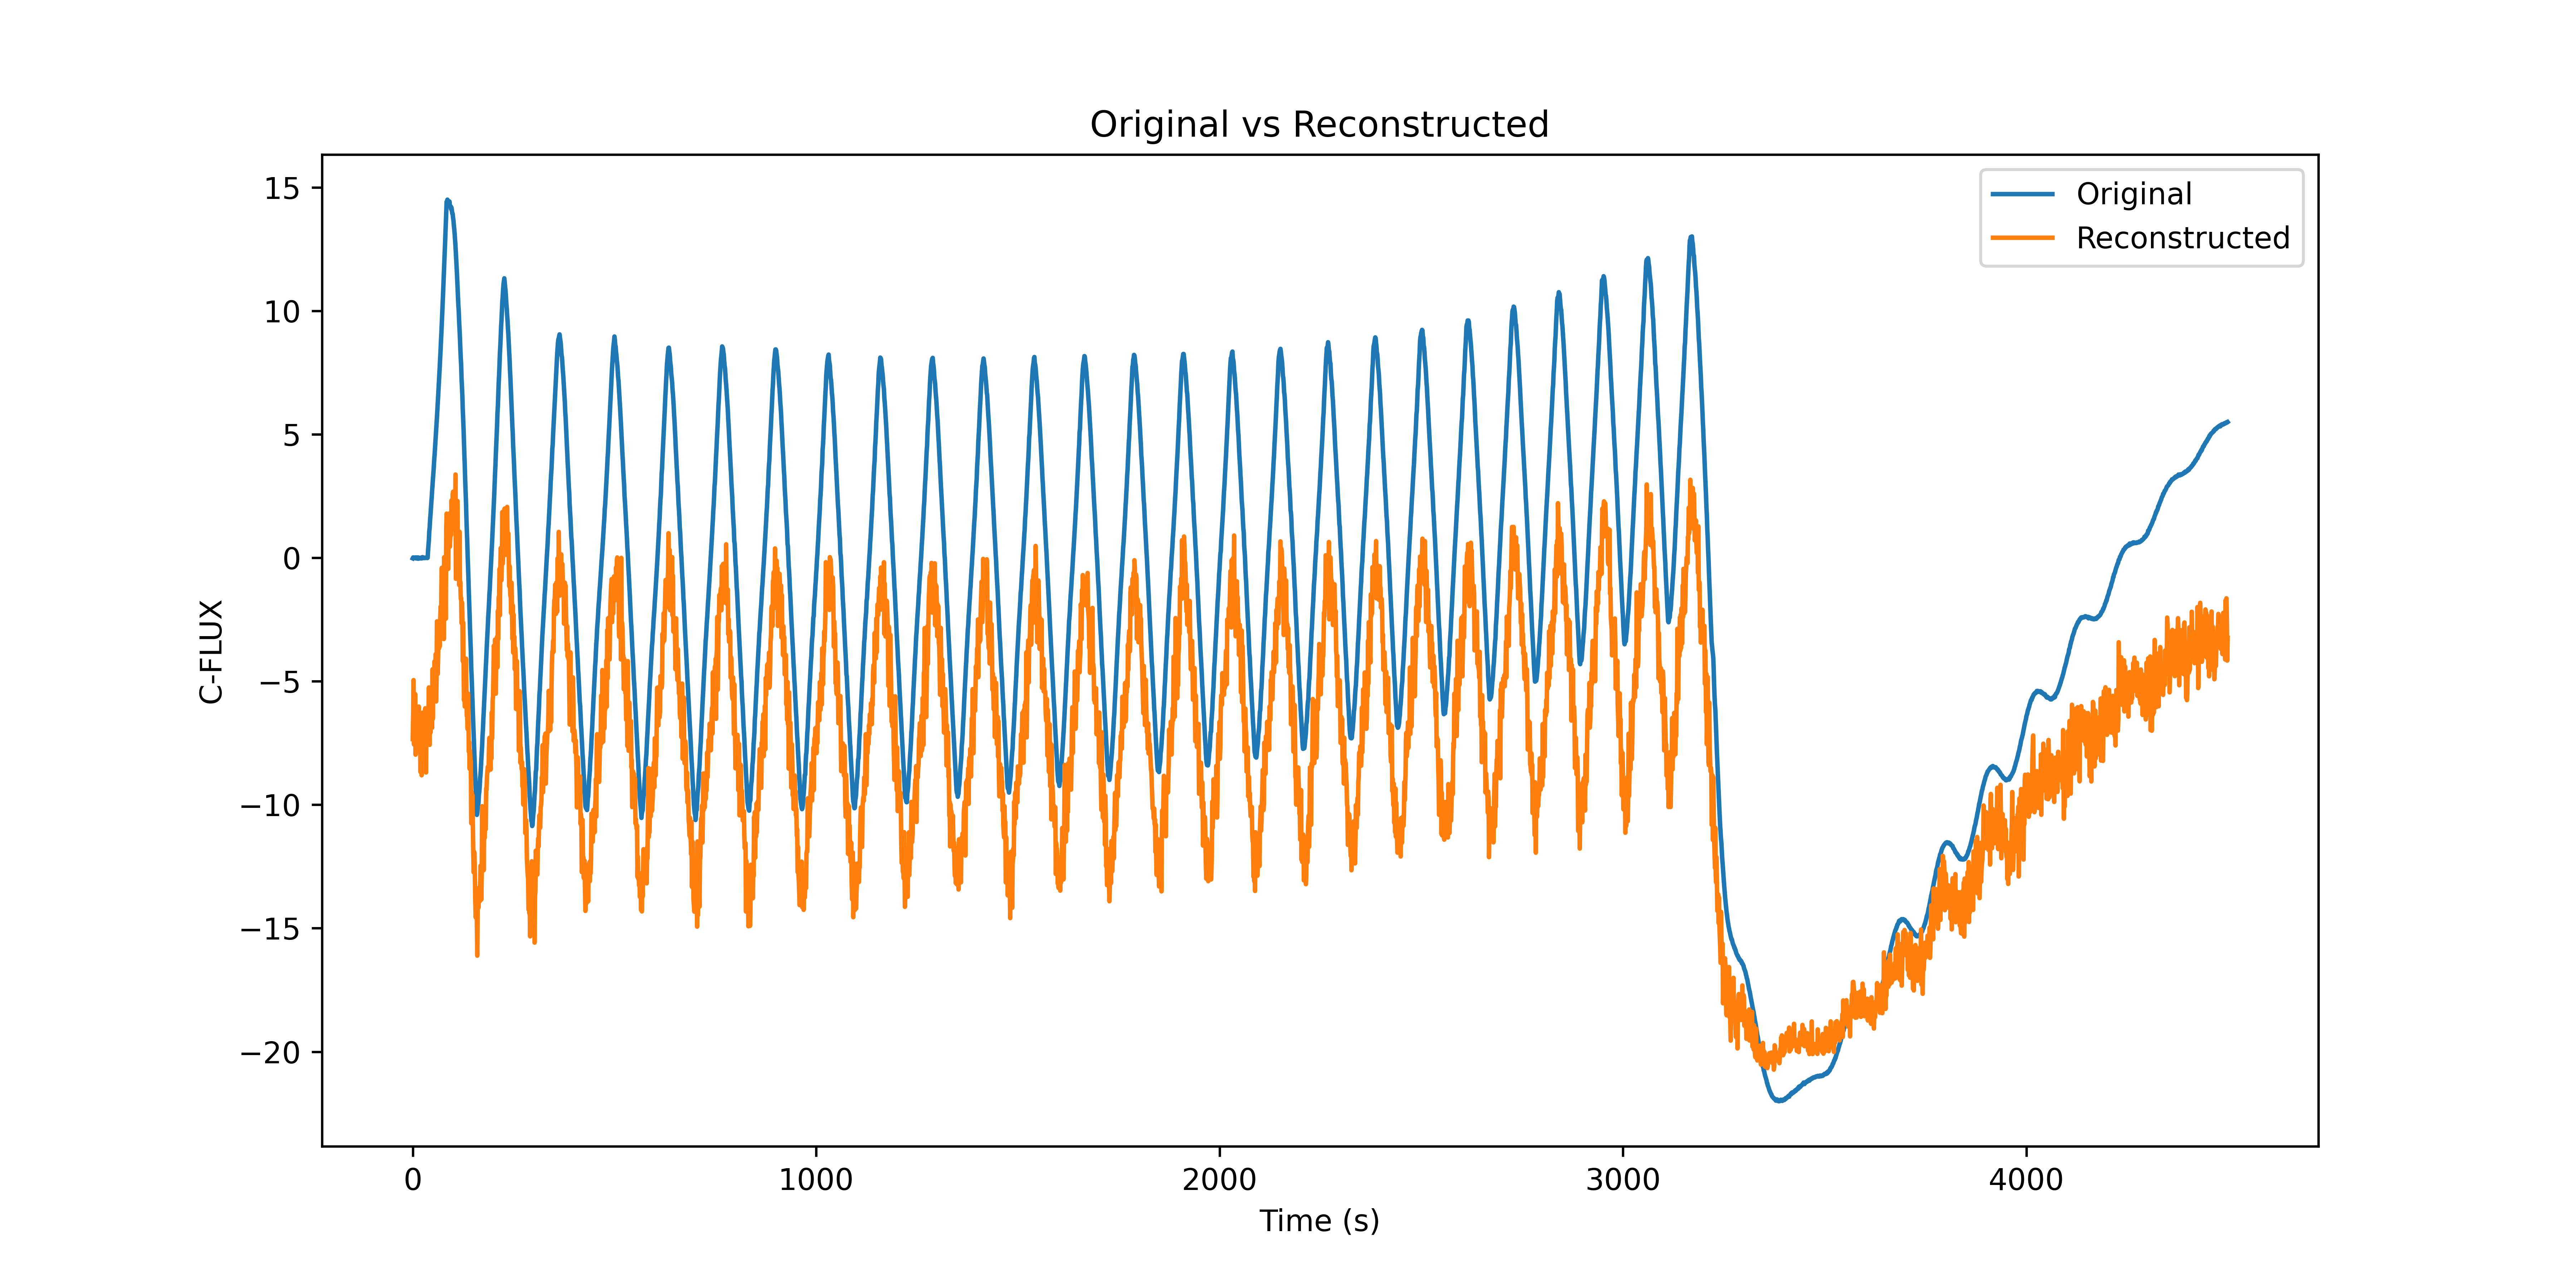 Original vs Reconstructed
Original
Reconstructed
15
10
5
0
−5
−10
−15
−20
C-FLUX
0
1000
2000
3000
4000
Time (s)